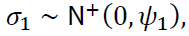 σ₁ ~ N⁺(0, ψ₁),